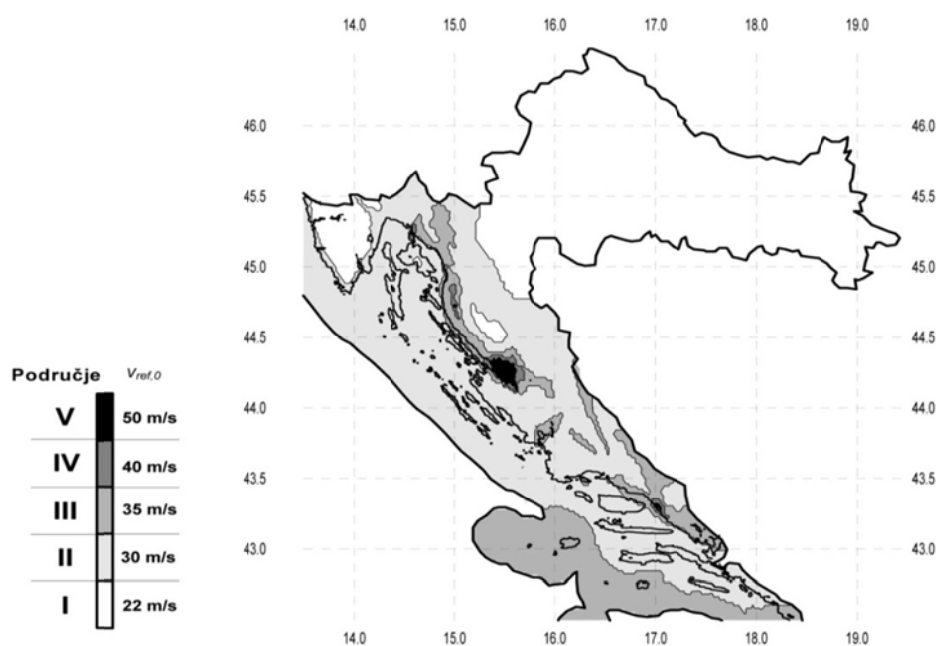 14.0 15.0 16.0 17.0 18.0 19.0
46.0 46.0
45.5 45.5
45.0 45.0
44.5 44.5
44.0 44.0
43.5 43.5
43.0 43.0
14.0 15.0 16.0 17.0 18.0 19.0
Područje Vref,0
V 50 m/s
IV 40 m/s
III 35 m/s
II 30 m/s
I 22 m/s